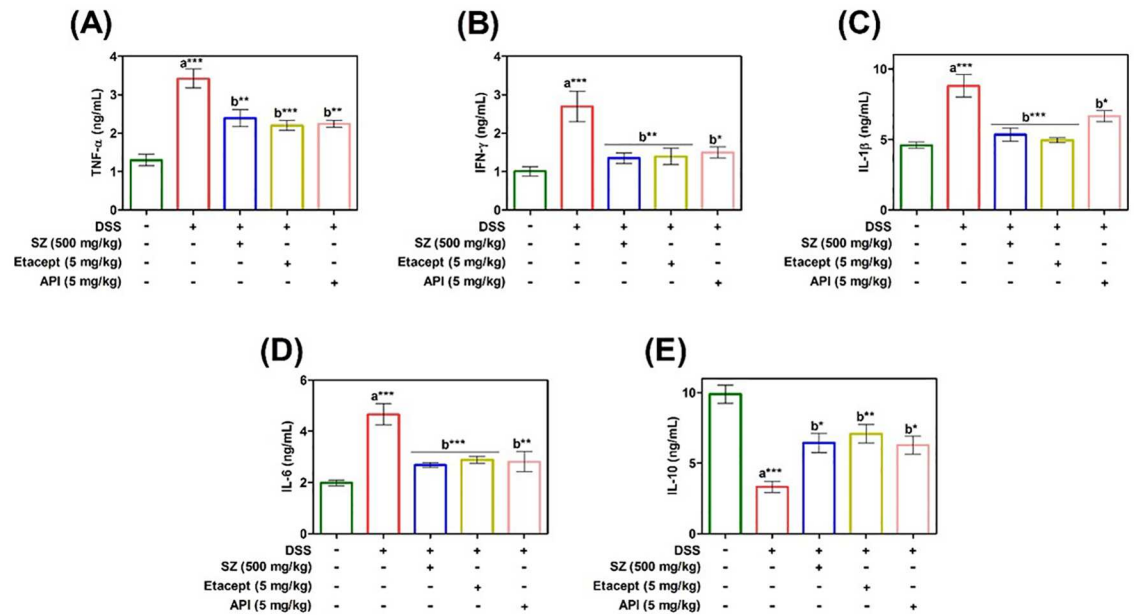 (A)
TNF-α (ng/mL)
4
3
2
1
0
a***
b**
b***
b**
DSS - + + + +
SZ (500 mg/kg) - - + - -
Etacept (5 mg/kg) - - - + -
API (5 mg/kg) - - - - +
(B)
IFN-γ (ng/mL)
4
3
2
1
0
a***
b**
b*
DSS - + + + +
SZ (500 mg/kg) - - + - -
Etacept (5 mg/kg) - - - + -
API (5 mg/kg) - - - - +
(C)
IL-1β (ng/mL)
10
5
0
a***
b***
b*
DSS - + + + +
SZ (500 mg/kg) - - + - -
Etacept (5 mg/kg) - - - + -
API (5 mg/kg) - - - - +
(D)
IL-6 (ng/mL)
6
4
2
0
a***
b***
b**
DSS - + + + +
SZ (500 mg/kg) - - + - -
Etacept (5 mg/kg) - - - + -
API (5 mg/kg) - - - - +
(E)
IL-10 (ng/mL)
10
5
0
a***
b*
b**
b*
DSS - + + + +
SZ (500 mg/kg) - - + - -
Etacept (5 mg/kg) - - - + -
API (5 mg/kg) - - - - +